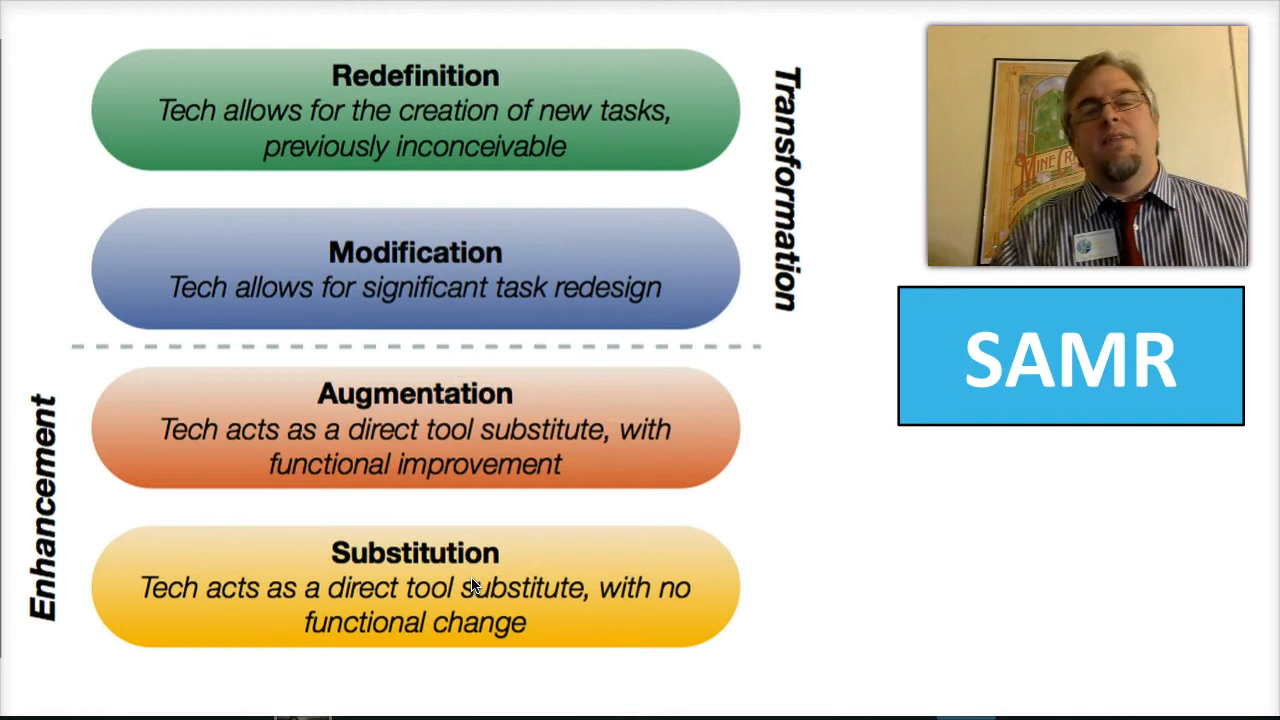 Redefinition
Tech allows for the creation of new tasks,
previously inconceivable
Modification
Tech allows for significant task redesign
Transformation
Augmentation
Tech acts as a direct tool substitute, with
functional improvement
Substitution
Tech acts as a direct tool substitute, with no
functional change
Enhancement
SAMR